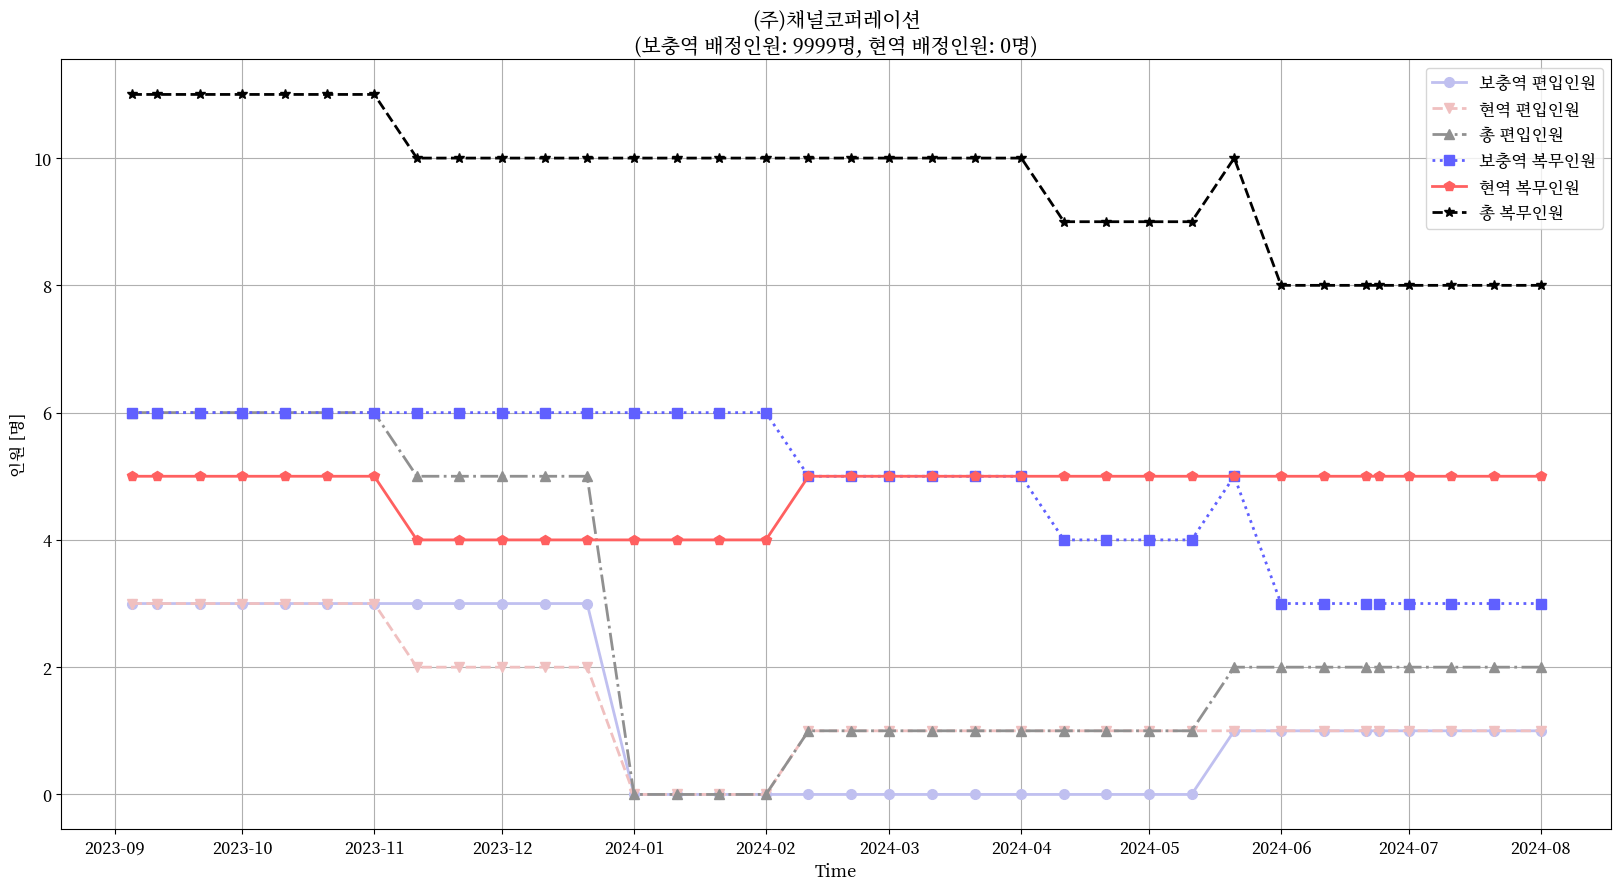 (주)채널코퍼레이션
(보충역 배정인원: 9999명, 현역 배정인원: 0명)
보충역 편입인원
현역 편입인원
총 편입인원
보충역 복무인원
현역 복무인원
총 복무인원
인원 [명]
10
8
6
4
2
0
2023-09 2023-10 2023-11 2023-12 2024-01 2024-02 2024-03 2024-04 2024-05 2024-06 2024-07 2024-08
Time